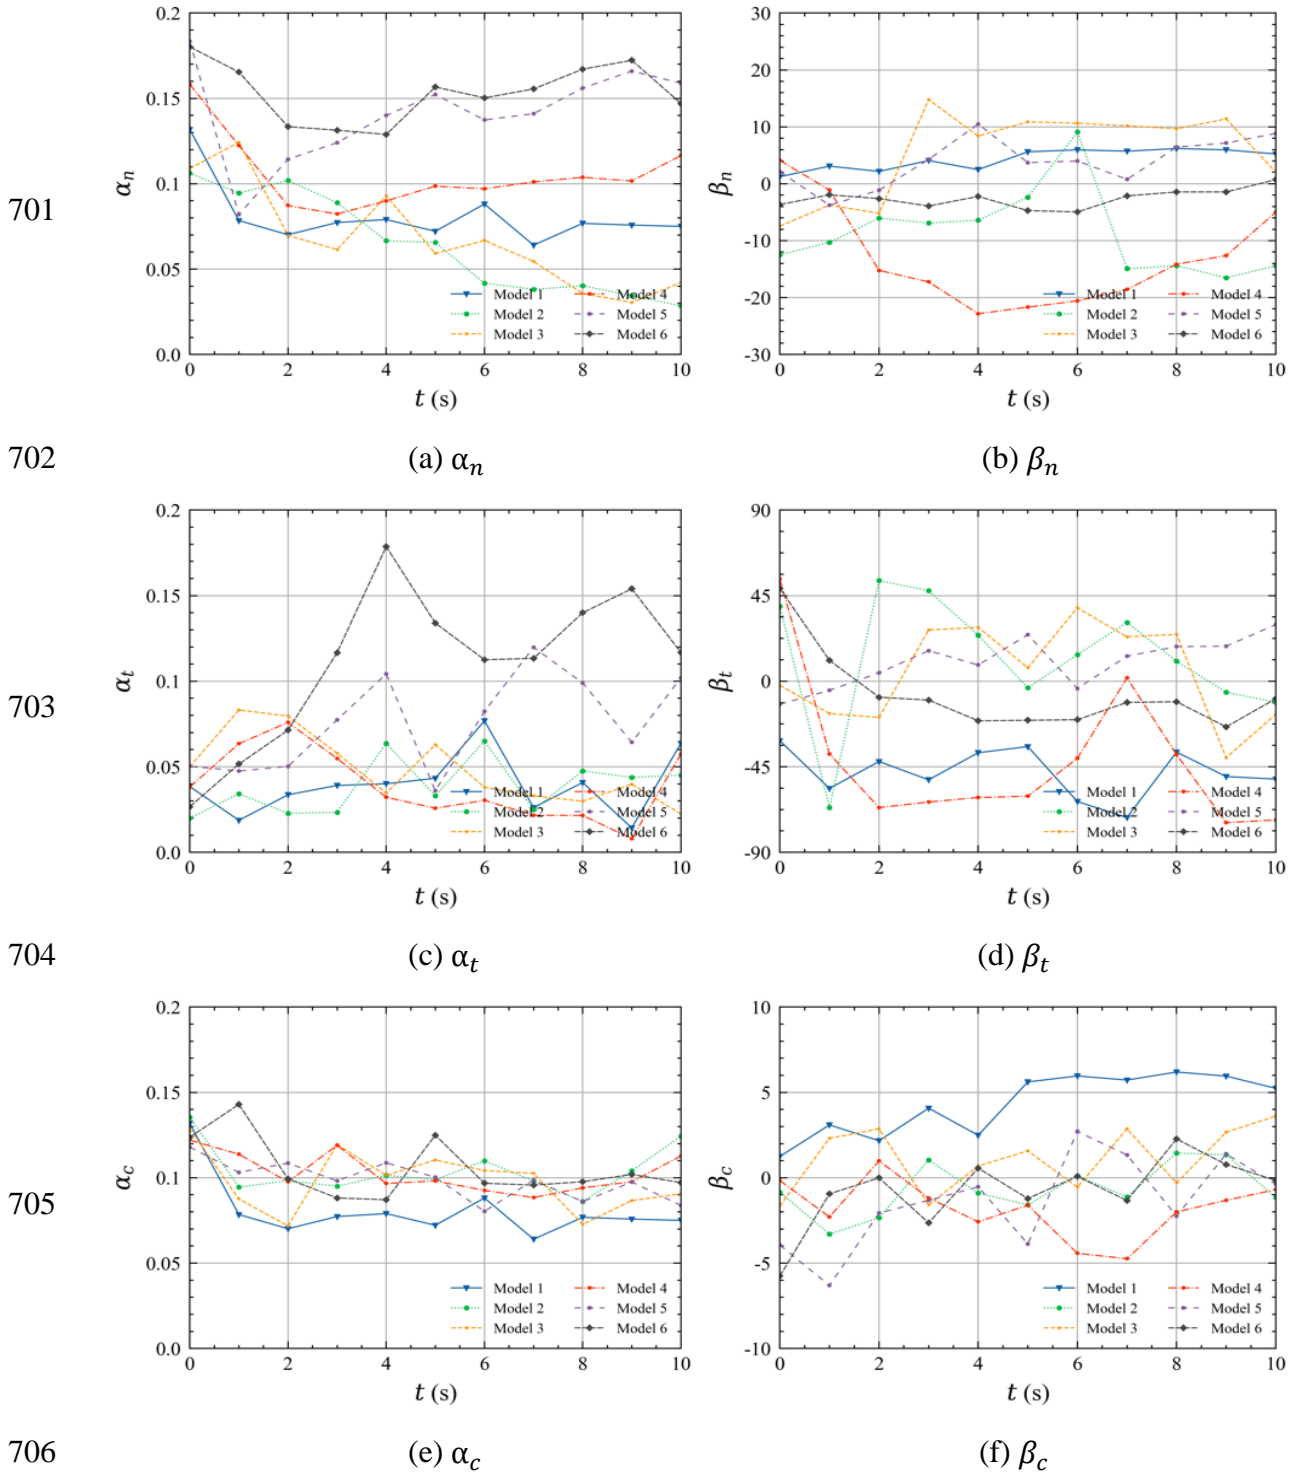 0.2
0.15
0.1
0.05
0.0
αn
0 2 4 6 8 10
t (s)
Model 1 Model 4
Model 2 Model 5
Model 3 Model 6
30
20
10
0
-10
-20
-30
βn
0 2 4 6 8 10
t (s)
Model 1 Model 4
Model 2 Model 5
Model 3 Model 6
701
702 (a) αn (b) βn
0.2
0.15
0.1
0.05
0.0
αt
0 2 4 6 8 10
t (s)
Model 1 Model 4
Model 2 Model 5
Model 3 Model 6
90
45
0
-45
-90
βt
0 2 4 6 8 10
t (s)
Model 1 Model 4
Model 2 Model 5
Model 3 Model 6
703
704 (c) αt (d) βt
0.2
0.15
0.1
0.05
0.0
αc
0 2 4 6 8 10
t (s)
Model 1 Model 4
Model 2 Model 5
Model 3 Model 6
10
5
0
-5
-10
βc
0 2 4 6 8 10
t (s)
Model 1 Model 4
Model 2 Model 5
Model 3 Model 6
705
706 (e) αc (f) βc